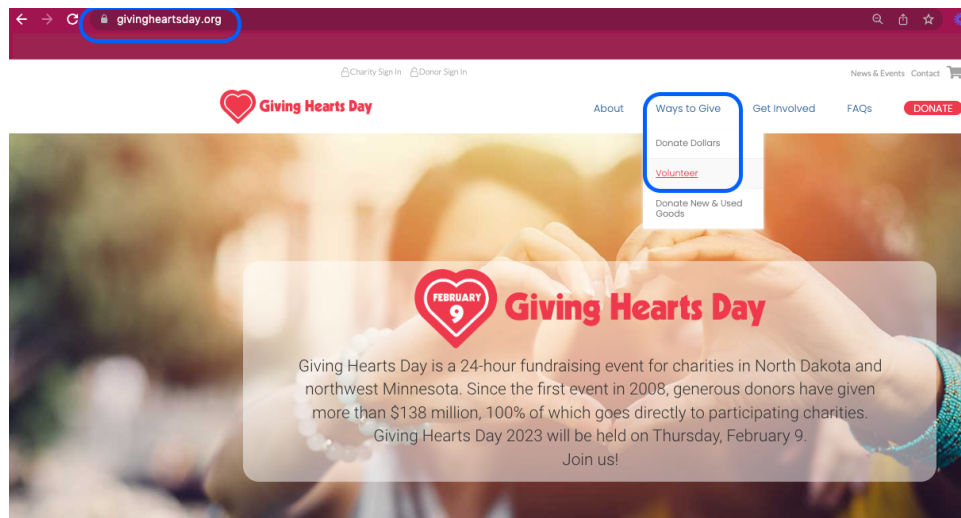 givingheartsday.org
Charity Sign In Donor Sign In News & Events Contact
Giving Hearts Day About Ways to Give Get Involved FAQs DONATE
Donate Dollars
Volunteer
Donate New & Used
Goods
FEBRUARY
9
Giving Hearts Day
Giving Hearts Day is a 24-hour fundraising event for charities in North Dakota and
northwest Minnesota. Since the first event in 2008, generous donors have given
more than $138 million, 100% of which goes directly to participating charities.
Giving Hearts Day 2023 will be held on Thursday, February 9.
Join us!